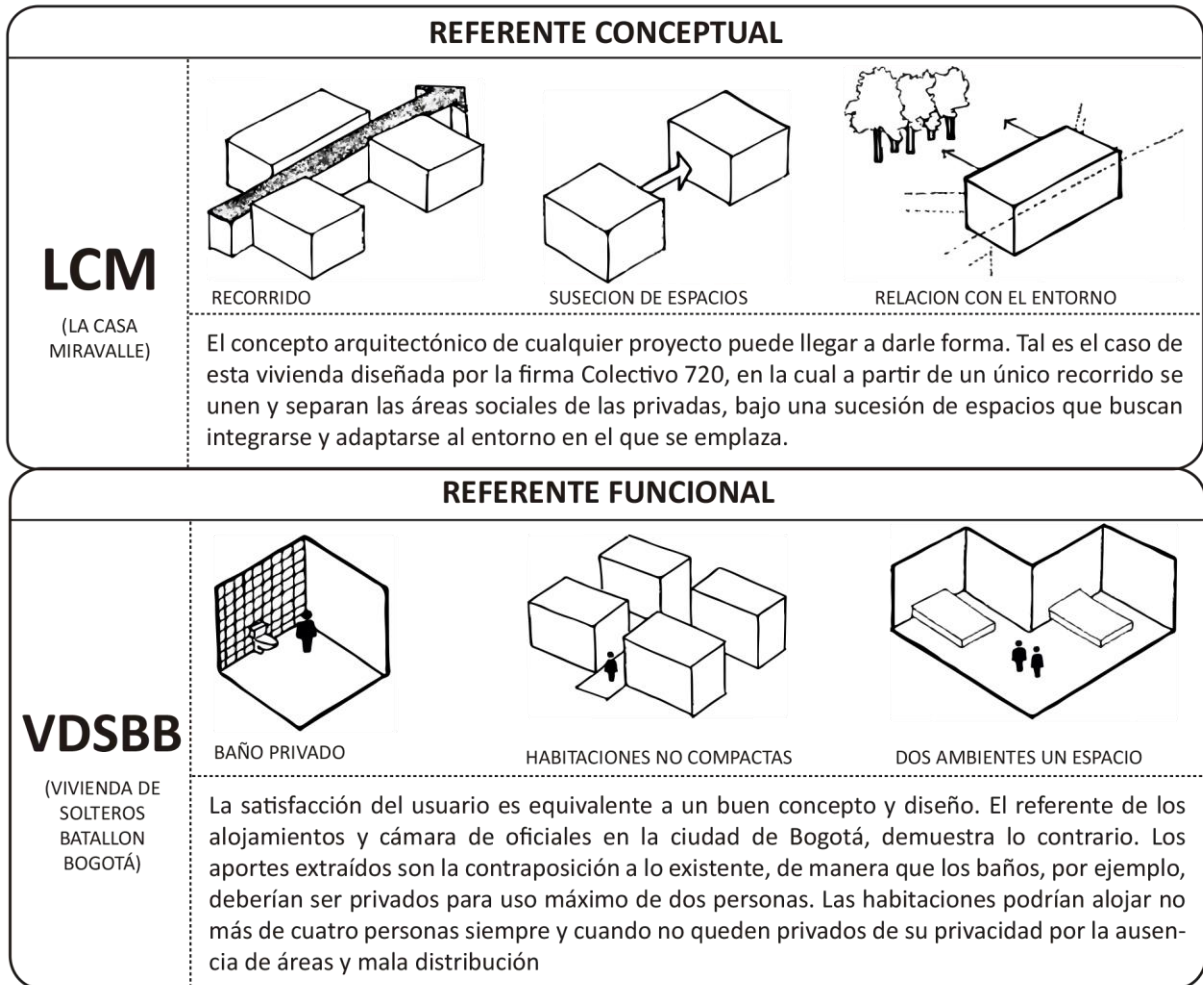 REFERENTE CONCEPTUAL
LCM
(LA CASA
MIRAVALLE)
RECORRIDO
SUSECION DE ESPACIOS
RELACION CON EL ENTORNO
El concepto arquitectónico de cualquier proyecto puede llegar a darle forma. Tal es el caso de
esta vivienda diseñada por la firma Colectivo 720, en la cual a partir de un único recorrido se
unen y separan las áreas sociales de las privadas, bajo una sucesión de espacios que buscan
integrarse y adaptarse al entorno en el que se emplaza.
REFERENTE FUNCIONAL
VDSBB
(VIVIENDA DE
SOLTEROS
BATALLON
BOGOTÁ)
BAÑO PRIVADO
HABITACIONES NO COMPACTAS
DOS AMBIENTES UN ESPACIO
La satisfacción del usuario es equivalente a un buen concepto y diseño. El referente de los
alojamientos y cámara de oficiales en la ciudad de Bogotá, demuestra lo contrario. Los
aportes extraídos son la contraposición a lo existente, de manera que los baños, por ejemplo,
deberían ser privados para uso máximo de dos personas. Las habitaciones podrían alojar no
más de cuatro personas siempre y cuando no queden privados de su privacidad por la ausen-
cia de áreas y mala distribución